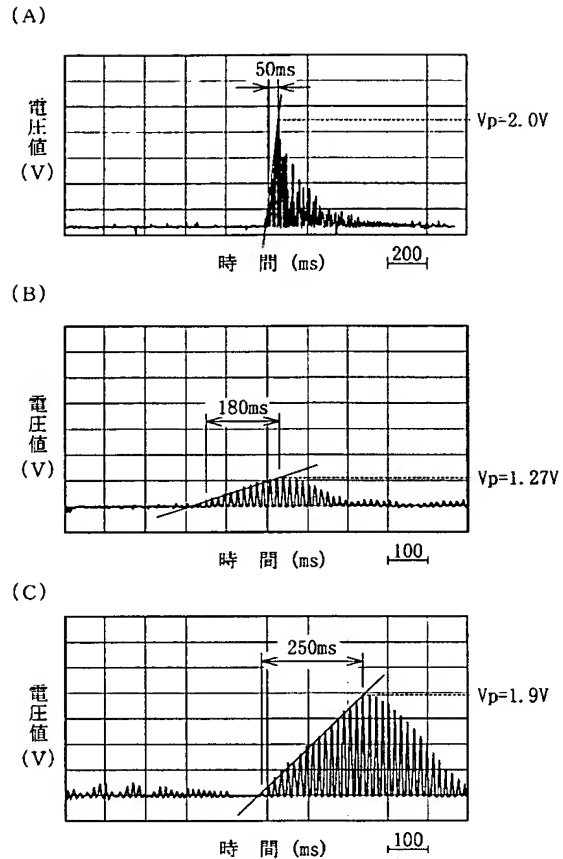 (A)
50ms
電圧値(V)
Vp=2.0V
時 間 (ms)
200
(B)
180ms
電圧値(V)
Vp=1.27V
時 間 (ms)
100
(C)
250ms
電圧値(V)
Vp=1.9V
時 間 (ms)
100